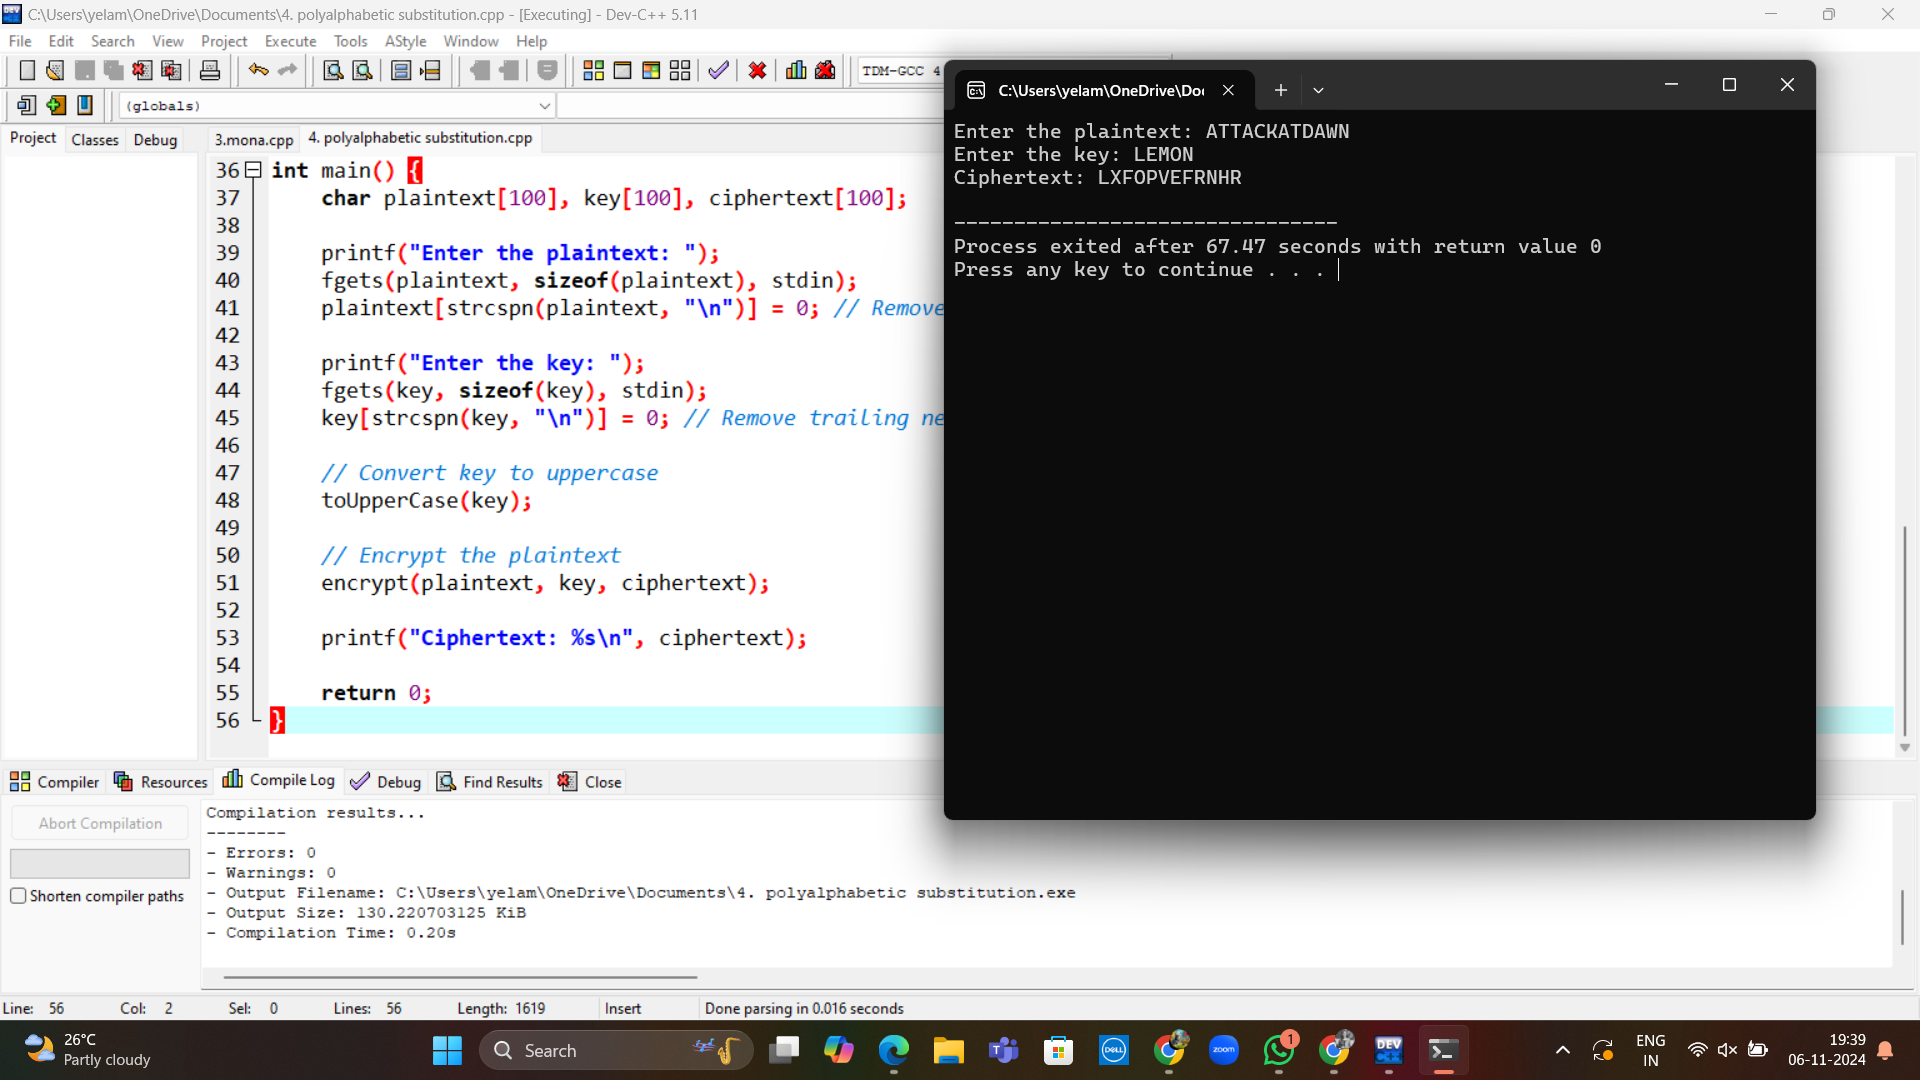 C:\Users\yelam\OneDrive\Documents\4. polyalphabetic substitution.cpp - [Executing] - Dev-C++ 5.11
File Edit Search View Project Execute Tools AStyle Window Help
TDM-GCC 4
(globals)
Project Classes Debug
3.mona.cpp 4. polyalphabetic substitution.cpp
36 int main() {
37 char plaintext[100], key[100], ciphertext[100];
38
39 printf("Enter the plaintext: ");
40 fgets(plaintext, sizeof(plaintext), stdin);
41 plaintext[strcspn(plaintext, "\n")] = 0; // Remove
42
43 printf("Enter the key: ");
44 fgets(key, sizeof(key), stdin);
45 key[strcspn(key, "\n")] = 0; // Remove trailing ne
46
47 // Convert key to uppercase
48 toUpperCase(key);
49
50 // Encrypt the plaintext
51 encrypt(plaintext, key, ciphertext);
52
53 printf("Ciphertext: %s\n", ciphertext);
54
55 return 0;
56 }
C:\Users\yelam\OneDrive\Doc
Enter the plaintext: ATTACKATDAWN
Enter the key: LEMON
Ciphertext: LXFOPVEFRNHR
--------------------------------
Process exited after 67.47 seconds with return value 0
Press any key to continue . . .
Compiler Resources Compile Log Debug Find Results Close
Abort Compilation
Shorten compiler paths
Compilation results...
--------
- Errors: 0
- Warnings: 0
- Output Filename: C:\Users\yelam\OneDrive\Documents\4. polyalphabetic substitution.exe
- Output Size: 130.220703125 KiB
- Compilation Time: 0.20s
Line: 56 Col: 2 Sel: 0 Lines: 56 Length: 1619 Insert Done parsing in 0.016 seconds
26°C
Partly cloudy
Search
DELL
zoom
1
DEV
C++
ENG
IN
19:39
06-11-2024